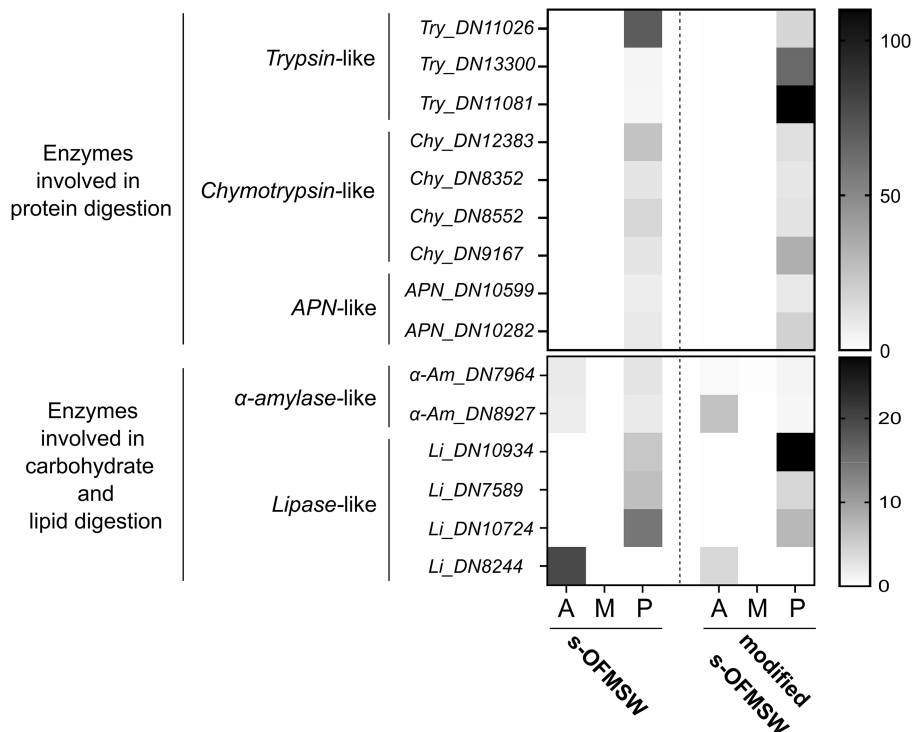 Enzymes
involved in
protein digestion
Trypsin-like
Try_DN11026
Try_DN13300
Try_DN11081
Chymotrypsin-like
Chy_DN12383
Chy_DN8352
Chy_DN8552
Chy_DN9167
APN-like
APN_DN10599
APN_DN10282
100
50
0
Enzymes
involved in
carbohydrate
and
lipid digestion
α-amylase-like
α-Am_DN7964
α-Am_DN8927
Lipase-like
Li_DN10934
Li_DN7589
Li_DN10724
Li_DN8244
20
10
0
A M P A M P
s-OFMSW
modified
s-OFMSW